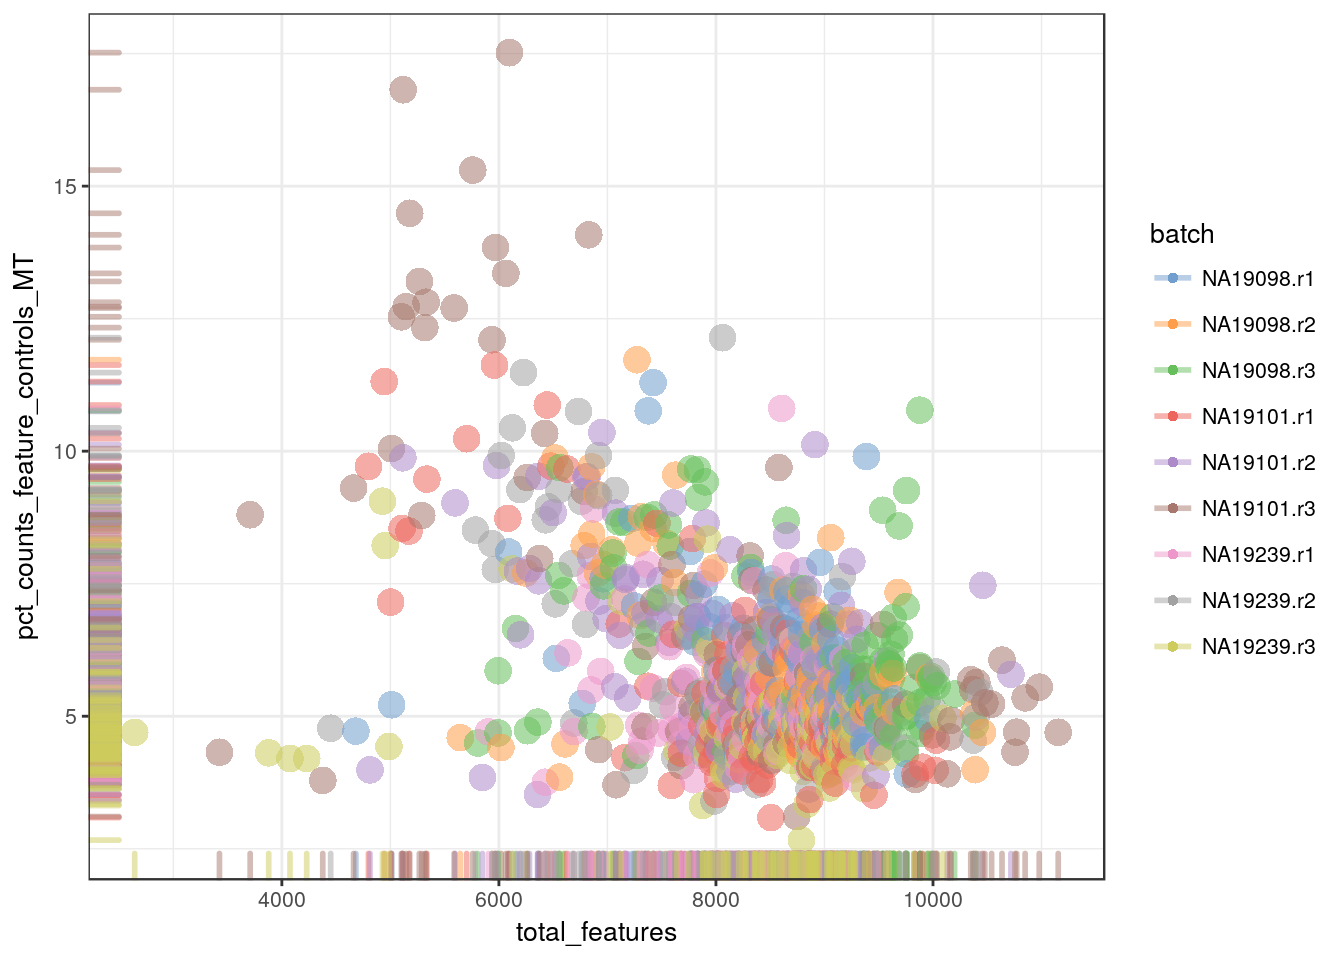 15
10
5
pct_counts_feature_controls_MT
4000
6000
8000
10000
total_features
batch
NA19098.r1
NA19098.r2
NA19098.r3
NA19101.r1
NA19101.r2
NA19101.r3
NA19239.r1
NA19239.r2
NA19239.r3